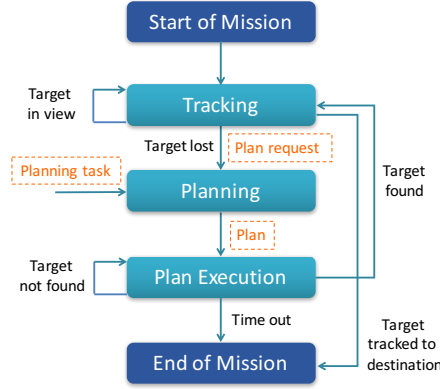 Start of Mission
Target
in view
Tracking
Target lost
Plan request
Planning task
Planning
Target
found
Plan
Target
not found
Plan Execution
Time out
Target
tracked to
destination
End of Mission